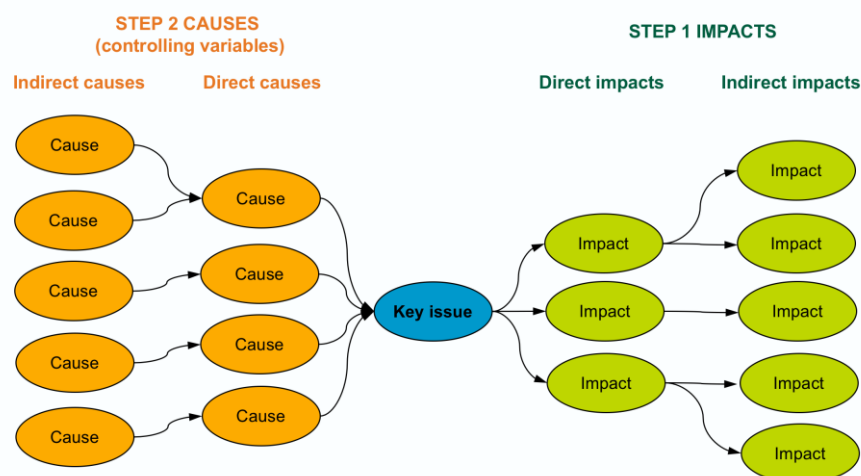 STEP 2 CAUSES
(controlling variables)
STEP 1 IMPACTS
Indirect causes
Direct causes
Direct impacts
Indirect impacts
Cause
Cause
Cause
Cause
Cause
Cause
Cause
Cause
Cause
Key issue
Impact
Impact
Impact
Impact
Impact
Impact
Impact
Impact